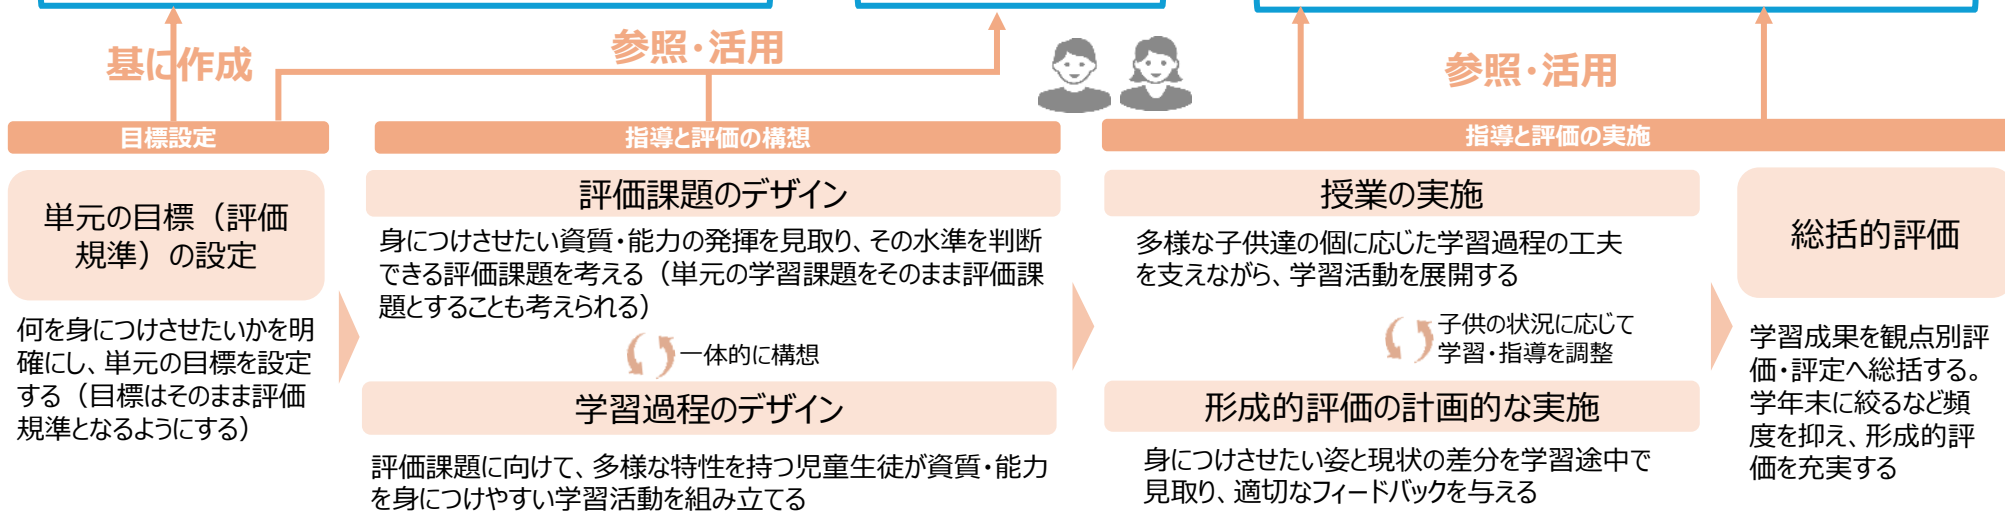 基に作成
参照・活用
参照・活用
目標設定
指導と評価の構想
指導と評価の実施
単元の目標（評価
規準）の設定
何を身につけさせたいかを明
確にし、単元の目標を設定
する（目標はそのまま評価
規準となるようにする）
評価課題のデザイン
身につけさせたい資質・能力の発揮を見取り、その水準を判断
できる評価課題を考える（単元の学習課題をそのまま評価課
題とすることも考えられる）
一体的に構想
学習過程のデザイン
評価課題に向けて、多様な特性を持つ児童生徒が資質・能力
を身につけやすい学習活動を組み立てる
授業の実施
多様な子供達の個に応じた学習過程の工夫
を支えながら、学習活動を展開する
子供の状況に応じて
学習・指導を調整
形成的評価の計画的な実施
身につけさせたい姿と現状の差分を学習途中で
見取り、適切なフィードバックを与える
総括的評価
学習成果を観点別評
価・評定へ総括する。
学年末に絞るなど頻
度を抑え、形成的評
価を充実する